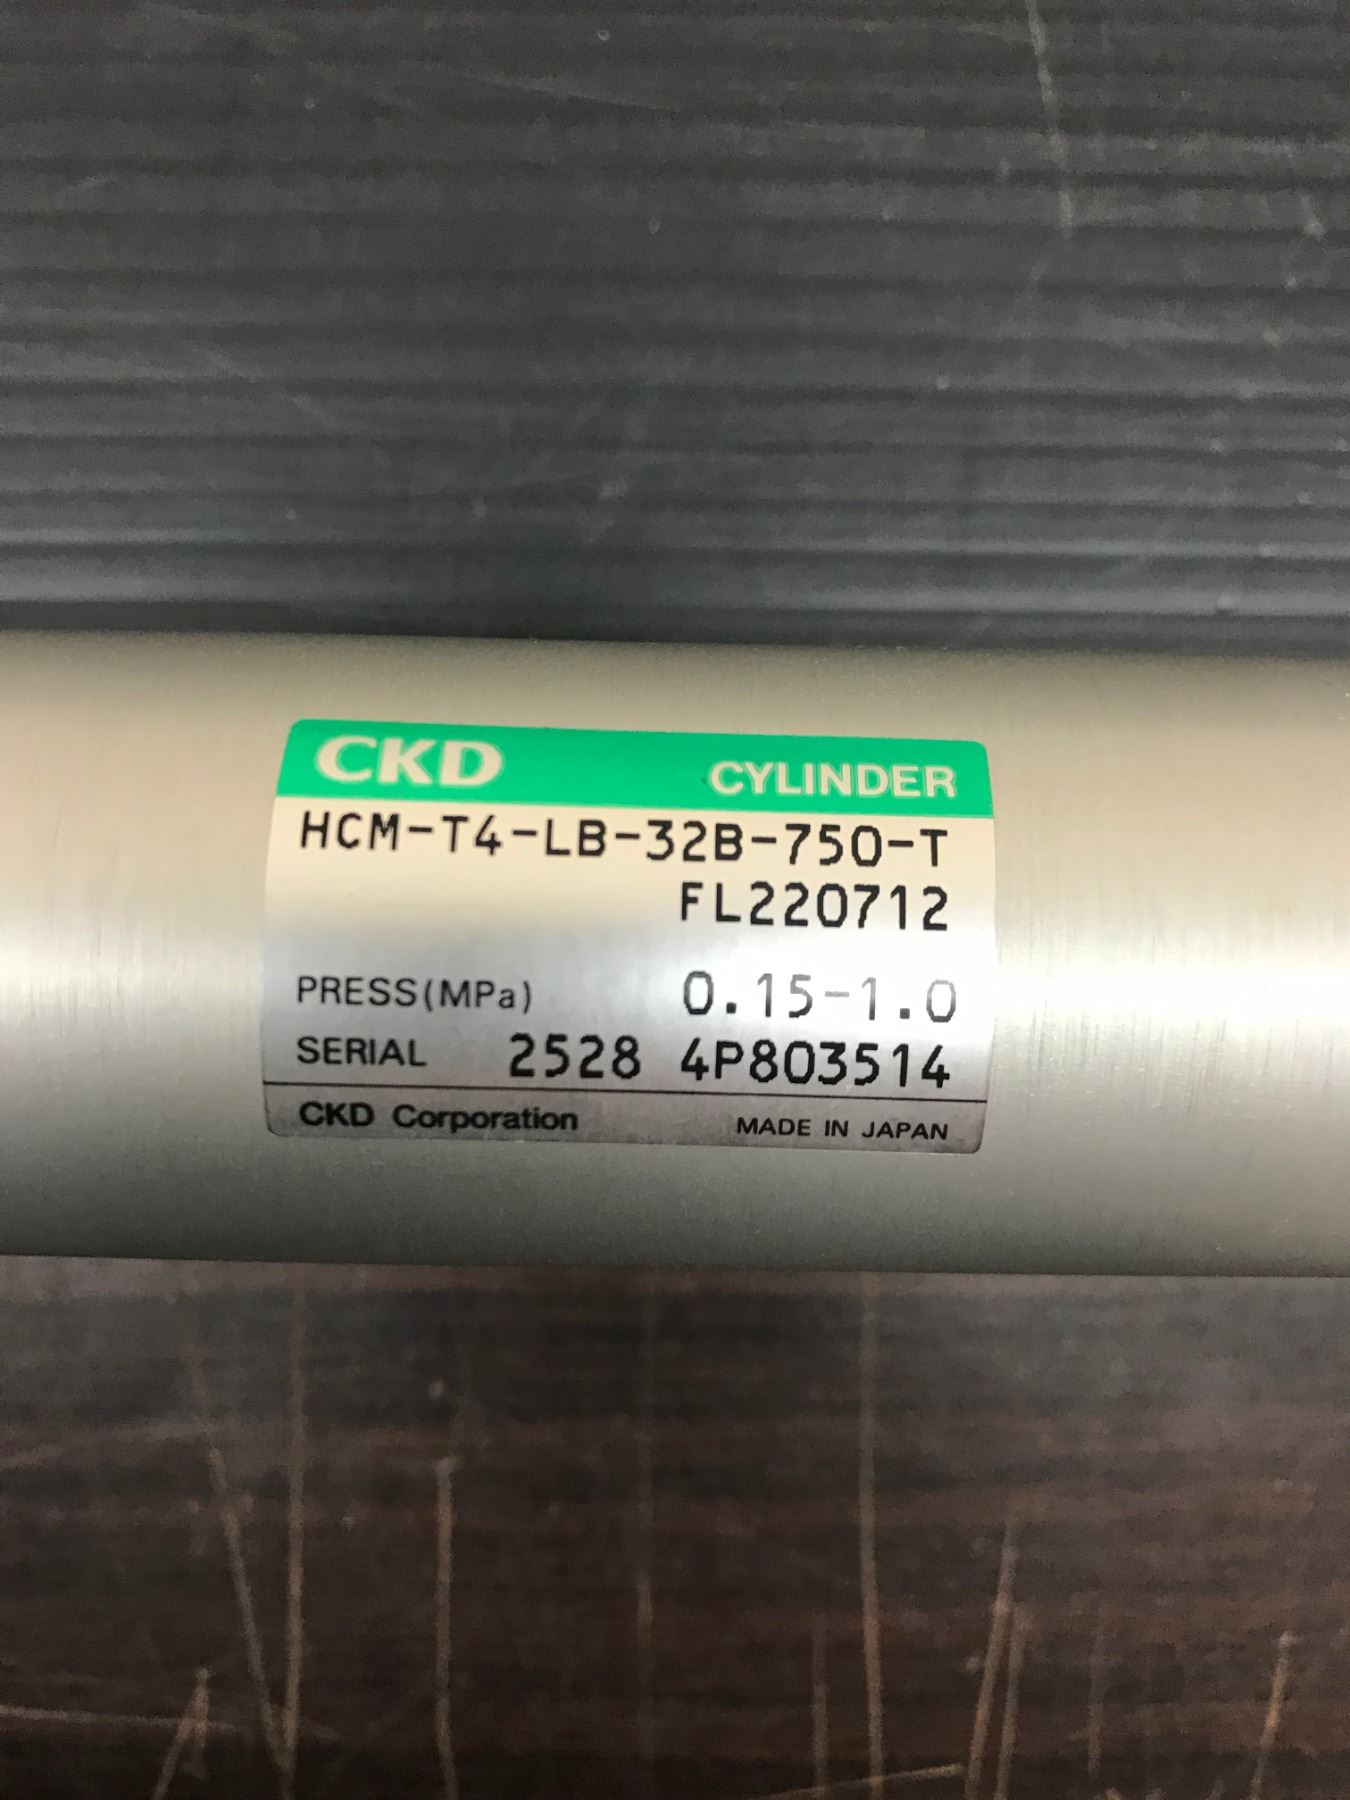 CKD CYLINDER
HCM-T4-LB-32B-750-T
FL220712
PRESS(MPa) 0.15-1.0
SERIAL 2528 4P803514
CKD Corporation MADE IN JAPAN